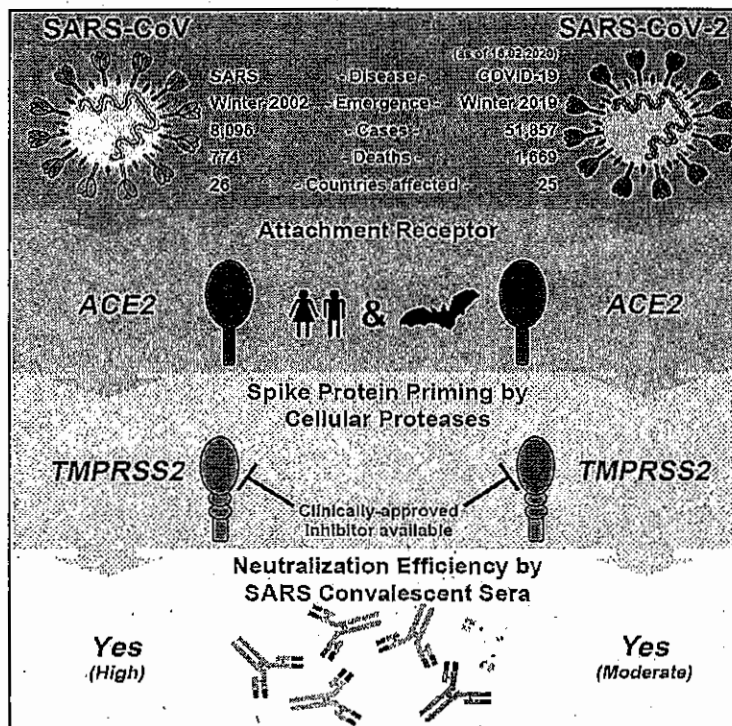 SARS-CoV
SARS-CoV-2
(as of 16.02.2020)
SARS - Disease - COVID-19
Winter 2002 - Emergence - Winter 2019
8,096 - Cases - 51,857
774 - Deaths - 1,669
26 - Countries affected - 25
Attachment Receptor
ACE2 & ACE2
Spike Protein Priming by
Cellular Proteases
TMPRSS2 TMPRSS2
Clinically-approved
inhibitor available
Neutralization Efficiency by
SARS Convalescent Sera
Yes Yes
(High) (Moderate)